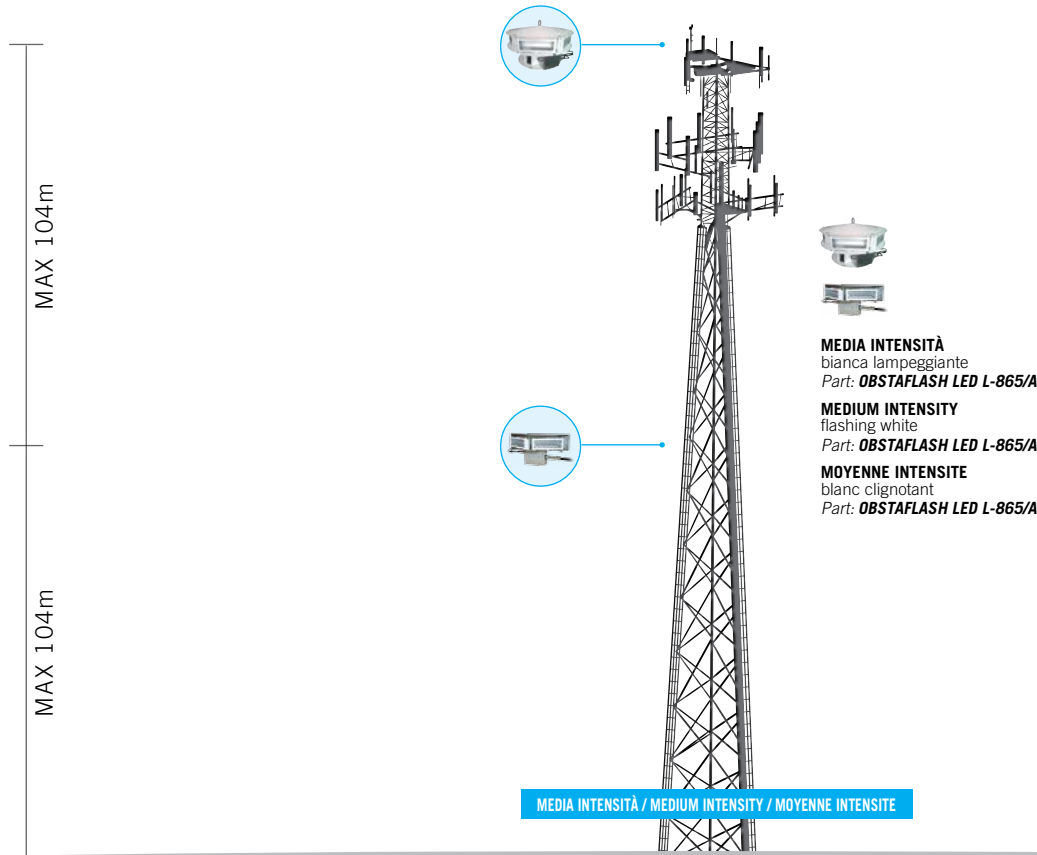 MAX 104m
MAX 104m
MEDIA INTENSITÀ
bianca lampeggiante
Part: OBSTAFLASH LED L-865/A
MEDIUM INTENSITY
flashing white
Part: OBSTAFLASH LED L-865/A
MOYENNE INTENSITE
blanc clignotant
Part: OBSTAFLASH LED L-865/A
MEDIA INTENSITÀ / MEDIUM INTENSITY / MOYENNE INTENSITE